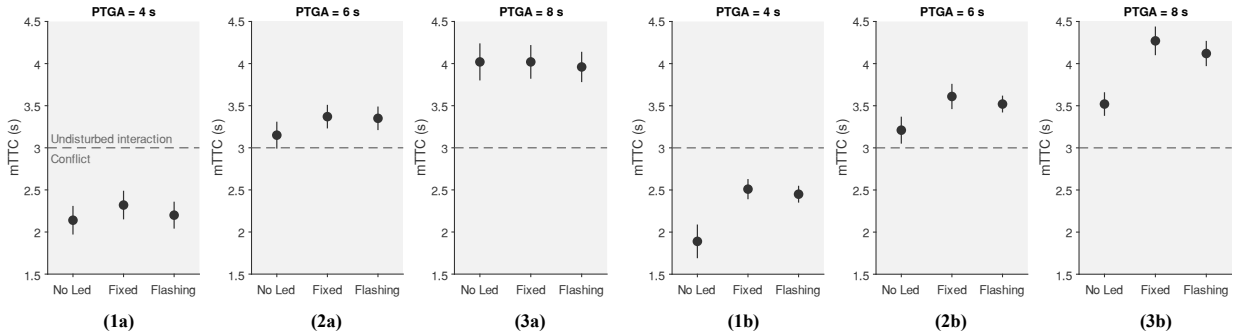 PTGA = 4 s
mTTC (s)
4.5
4
3.5
3
2.5
2
1.5
Undisturbed interaction
Conflict
No Led Fixed Flashing
(1a)
PTGA = 6 s
mTTC (s)
4.5
4
3.5
3
2.5
2
1.5
No Led Fixed Flashing
(2a)
PTGA = 8 s
mTTC (s)
4.5
4
3.5
3
2.5
2
1.5
No Led Fixed Flashing
(3a)
PTGA = 4 s
mTTC (s)
4.5
4
3.5
3
2.5
2
1.5
No Led Fixed Flashing
(1b)
PTGA = 6 s
mTTC (s)
4.5
4
3.5
3
2.5
2
1.5
No Led Fixed Flashing
(2b)
PTGA = 8 s
mTTC (s)
4.5
4
3.5
3
2.5
2
1.5
No Led Fixed Flashing
(3b)